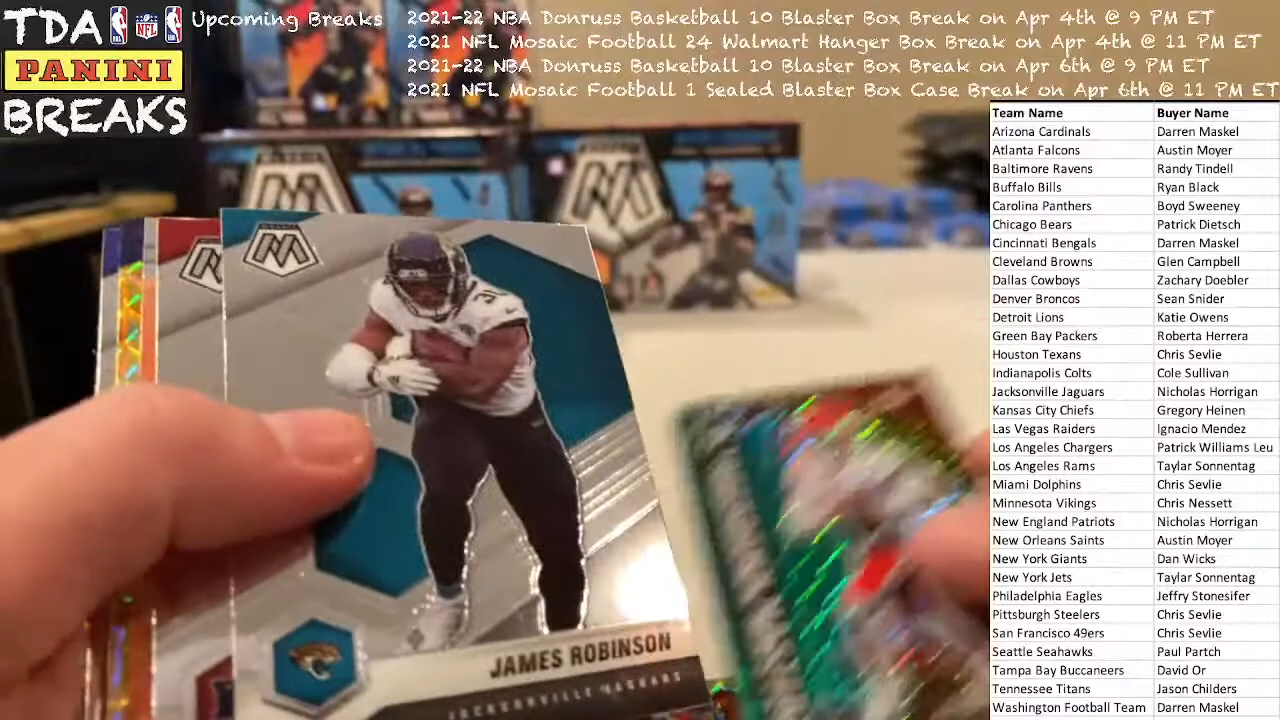 TDA NBA NFL
PANINI
BREAKS
Upcoming Breaks
2021-22 NBA Donruss Basketball 10 Blaster Box Break on Apr 4th @ 9 PM ET
2021 NFL Mosaic Football 24 Walmart Hanger Box Break on Apr 4th @ 11 PM ET
2021-22 NBA Donruss Basketball 10 Blaster Box Break on Apr 6th @ 9 PM ET
2021 NFL Mosaic Football 1 Sealed Blaster Box Case Break on Apr 6th @ 11 PM ET
Team Name Buyer Name
Arizona Cardinals Darren Maskel
Atlanta Falcons Austin Moyer
Baltimore Ravens Randy Tindell
Buffalo Bills Ryan Black
Carolina Panthers Boyd Sweeney
Chicago Bears Patrick Dietsch
Cincinnati Bengals Darren Maskel
Cleveland Browns Glen Campbell
Dallas Cowboys Zachary Doebler
Denver Broncos Sean Snider
Detroit Lions Katie Owens
Green Bay Packers Roberta Herrera
Houston Texans Chris Sevlie
Indianapolis Colts Cole Sullivan
Jacksonville Jaguars Nicholas Horrigan
Kansas City Chiefs Gregory Heinen
Las Vegas Raiders Ignacio Mendez
Los Angeles Chargers Patrick Williams Leu
Los Angeles Rams Taylar Sonnentag
Miami Dolphins Chris Sevlie
Minnesota Vikings Chris Nessett
New England Patriots Nicholas Horrigan
New Orleans Saints Austin Moyer
New York Giants Dan Wicks
New York Jets Taylar Sonnentag
Philadelphia Eagles Jeffry Stonesifer
Pittsburgh Steelers Chris Sevlie
San Francisco 49ers Chris Sevlie
Seattle Seahawks Paul Partch
Tampa Bay Buccaneers David Or
Tennessee Titans Jason Childers
Washington Football Team Darren Maskel
JAMES ROBINSON
JACKSONVILLE JAGUARS